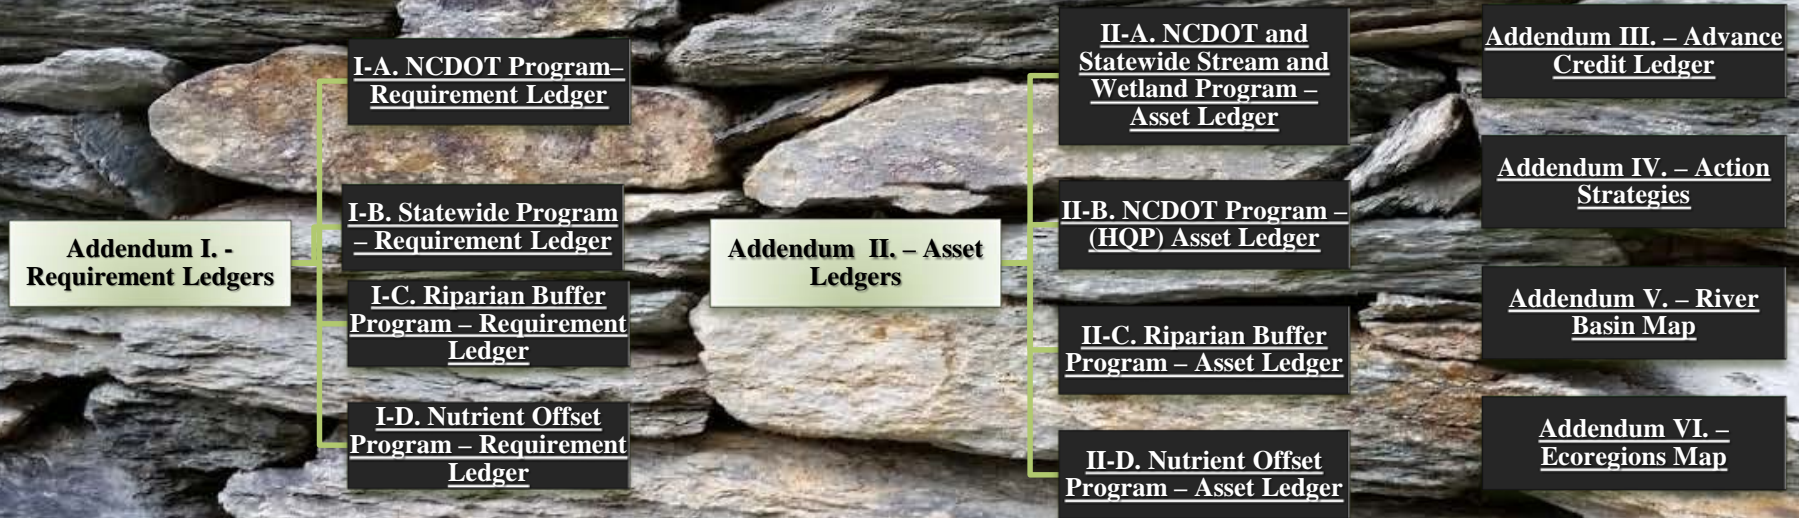 Addendum I. -
Requirement Ledgers
I-A. NCDOT Program–
Requirement Ledger
I-B. Statewide Program
– Requirement Ledger
I-C. Riparian Buffer
Program – Requirement
Ledger
I-D. Nutrient Offset
Program – Requirement
Ledger
Addendum  II. – Asset
Ledgers
II-A. NCDOT and
Statewide Stream and
Wetland Program –
Asset Ledger
II-B. NCDOT Program –
(HQP) Asset Ledger
II-C. Riparian Buffer
Program – Asset Ledger
II-D. Nutrient Offset
Program – Asset Ledger
Addendum III. – Advance
Credit Ledger
Addendum IV. – Action
Strategies
Addendum V. – River
Basin Map
Addendum VI. –
Ecoregions Map